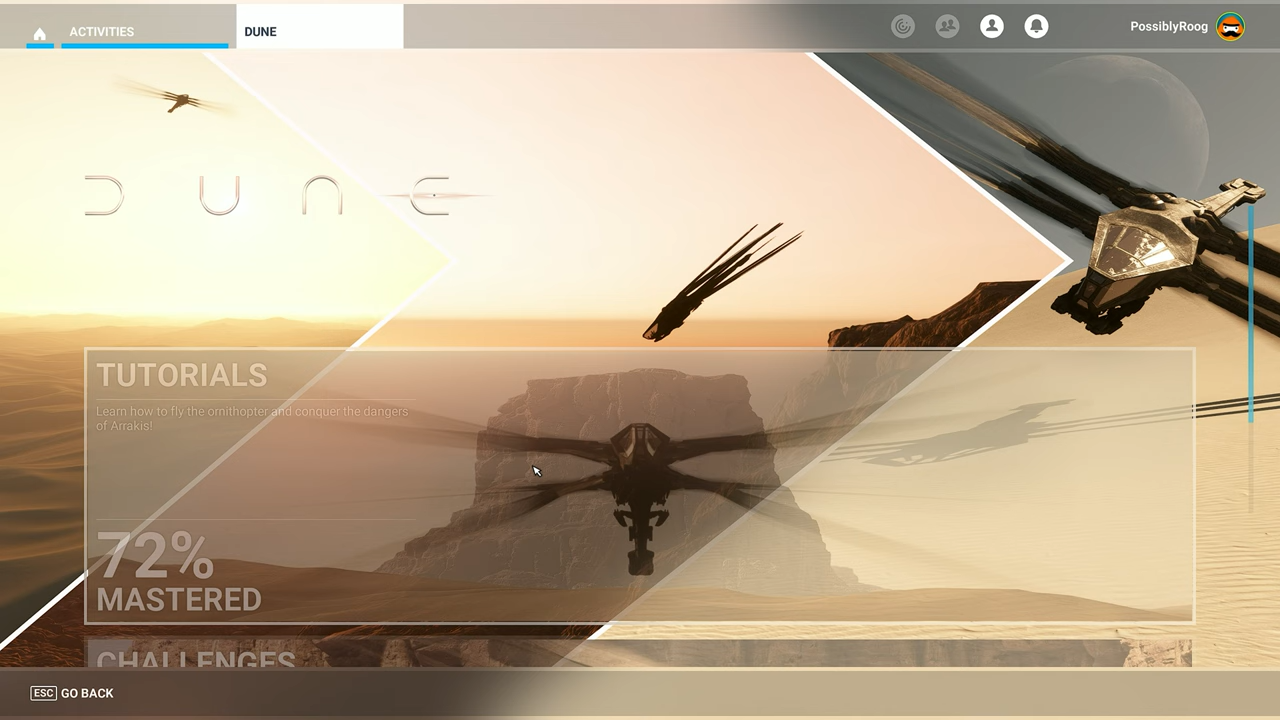 ACTIVITIES
DUNE
PossiblyRoog
DUNE
TUTORIALS
Learn how to fly the ornithopter and conquer the dangers
of Arrakis!
72%
MASTERED
CHALLENGES
ESC GO BACK